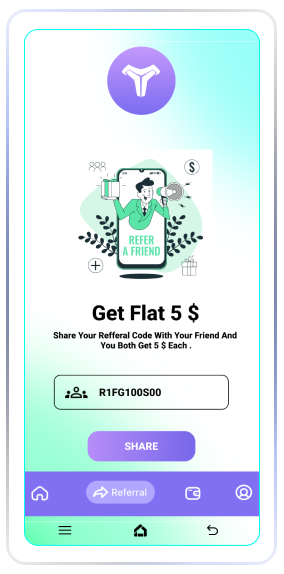 REFER
A FRIEND
Get Flat 5 $
Share Your Refferal Code With Your Friend And
You Both Get 5 $ Each .
R1FG100S00
SHARE
Referral